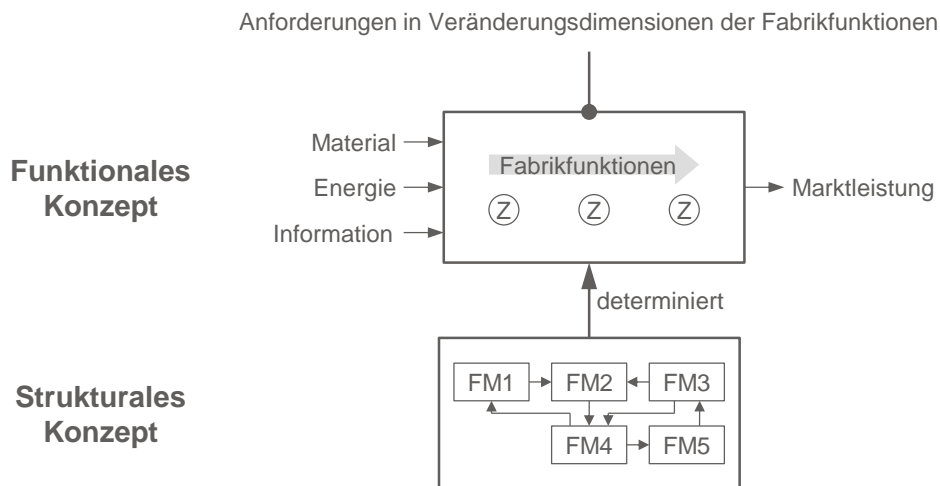 Anforderungen in Veränderungsdimensionen der Fabrikfunktionen
Funktionales
Konzept
Material
Energie
Information
Fabrikfunktionen
Z Z Z
Marktleistung
determiniert
Strukturales
Konzept
FM1 FM2 FM3
FM4 FM5